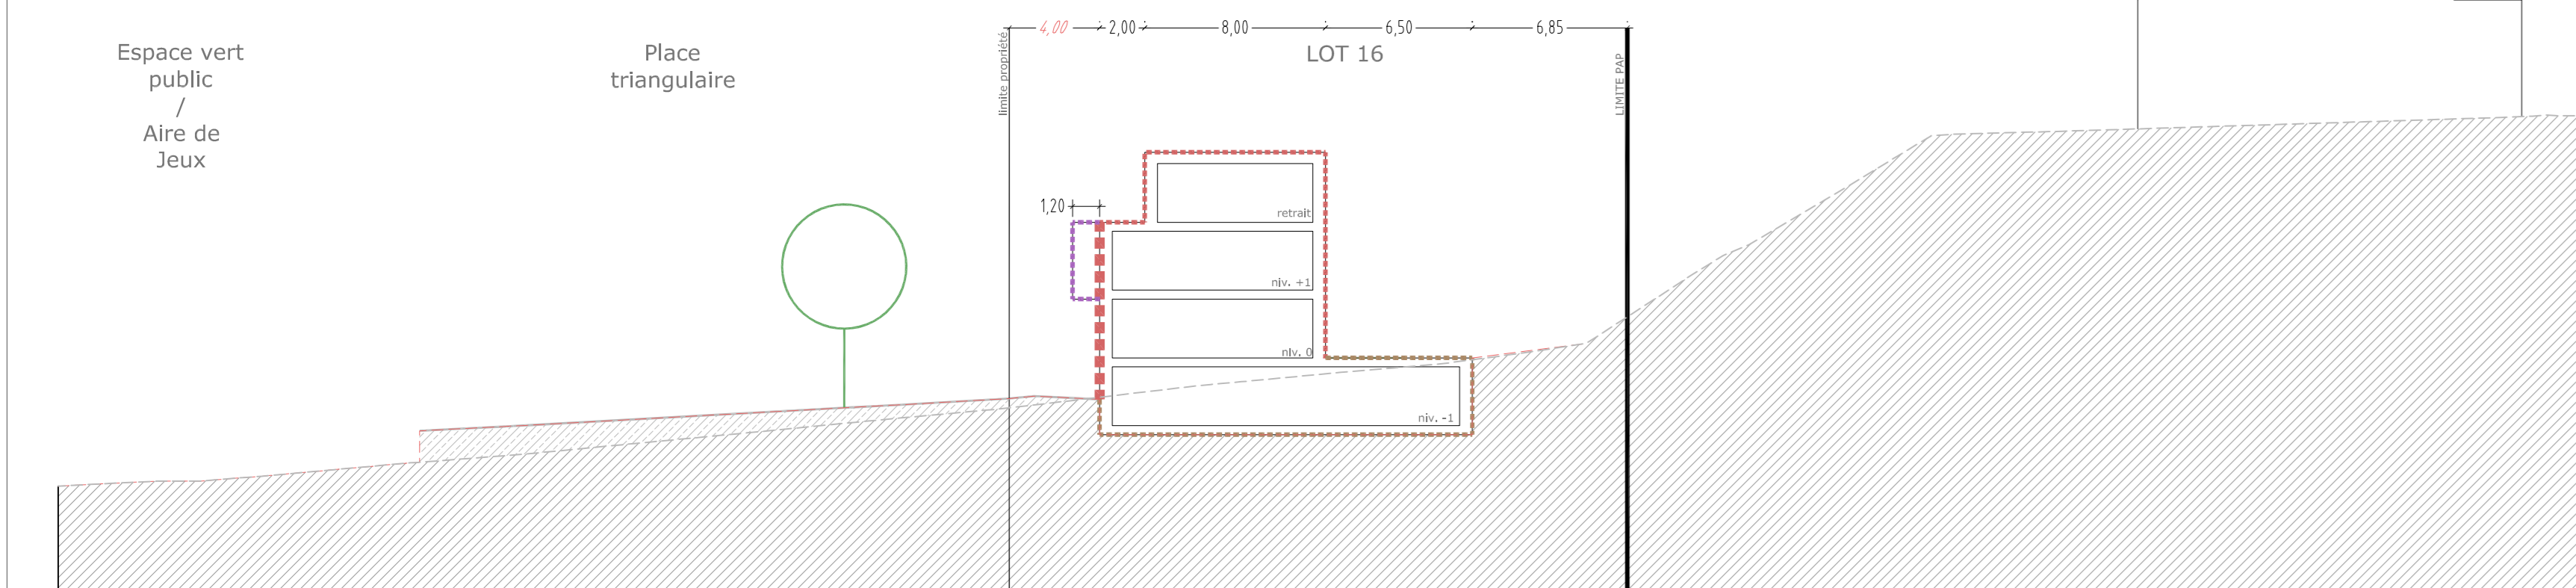 Espace vert
public
/
Aire de
Jeux
Place
triangulaire
limite propriété
4,00
2,00
8,00
6,50
6,85
LOT 16
LIMITE PAP
1,20
retrait
niv. +1
niv. 0
niv. -1